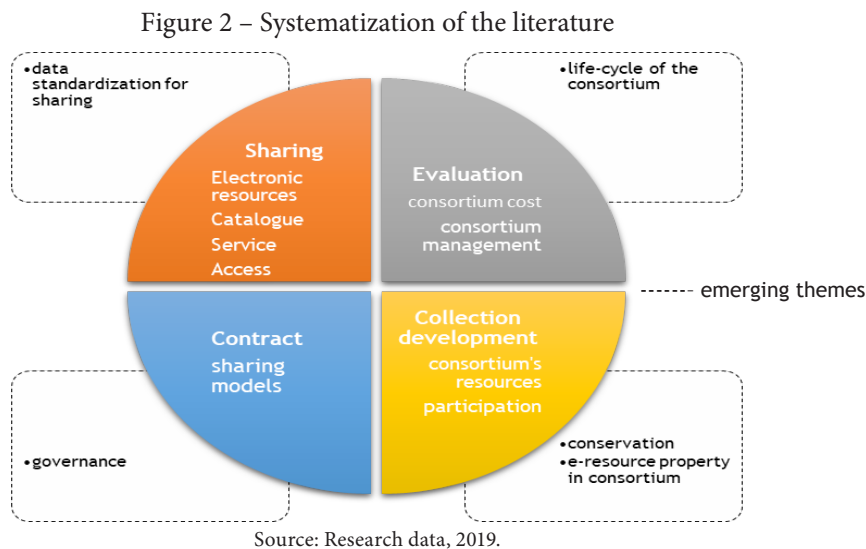 Figure 2 – Systematization of the literature
•data
standardization for
sharing
•life-cycle of the
consortium
Sharing
Electronic
resources
Catalogue
Service
Access
Evaluation
consortium cost
consortium
management
emerging themes
Contract
sharing
models
Collection
development
consortium's
resources
participation
•governance
•conservation
•e-resource property
in consortium
Source: Research data, 2019.